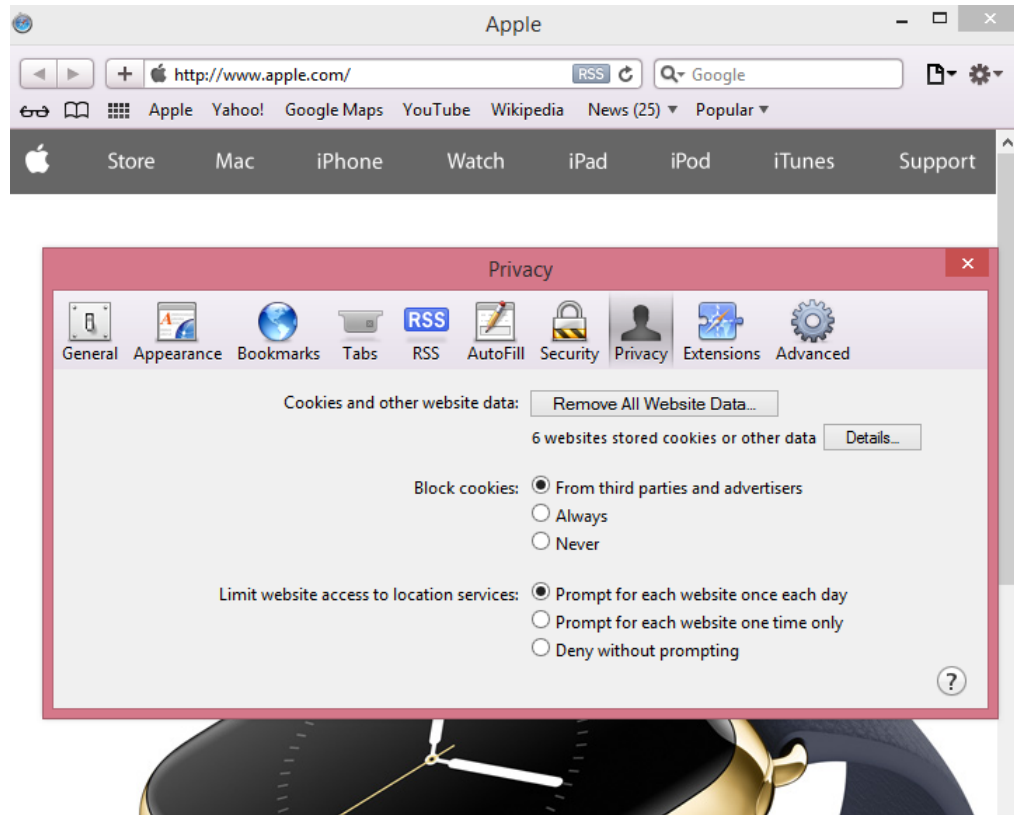 Apple
http://www.apple.com/ RSS Google
Apple Yahoo! Google Maps YouTube Wikipedia News (25) ▼ Popular ▼
Store Mac iPhone Watch iPad iPod iTunes Support
Privacy
RSS
General Appearance Bookmarks Tabs RSS AutoFill Security Privacy Extensions Advanced
Cookies and other website data: Remove All Website Data...
6 websites stored cookies or other data Details...
Block cookies: From third parties and advertisers
Always
Never
Limit website access to location services: Prompt for each website once each day
Prompt for each website one time only
Deny without prompting
?